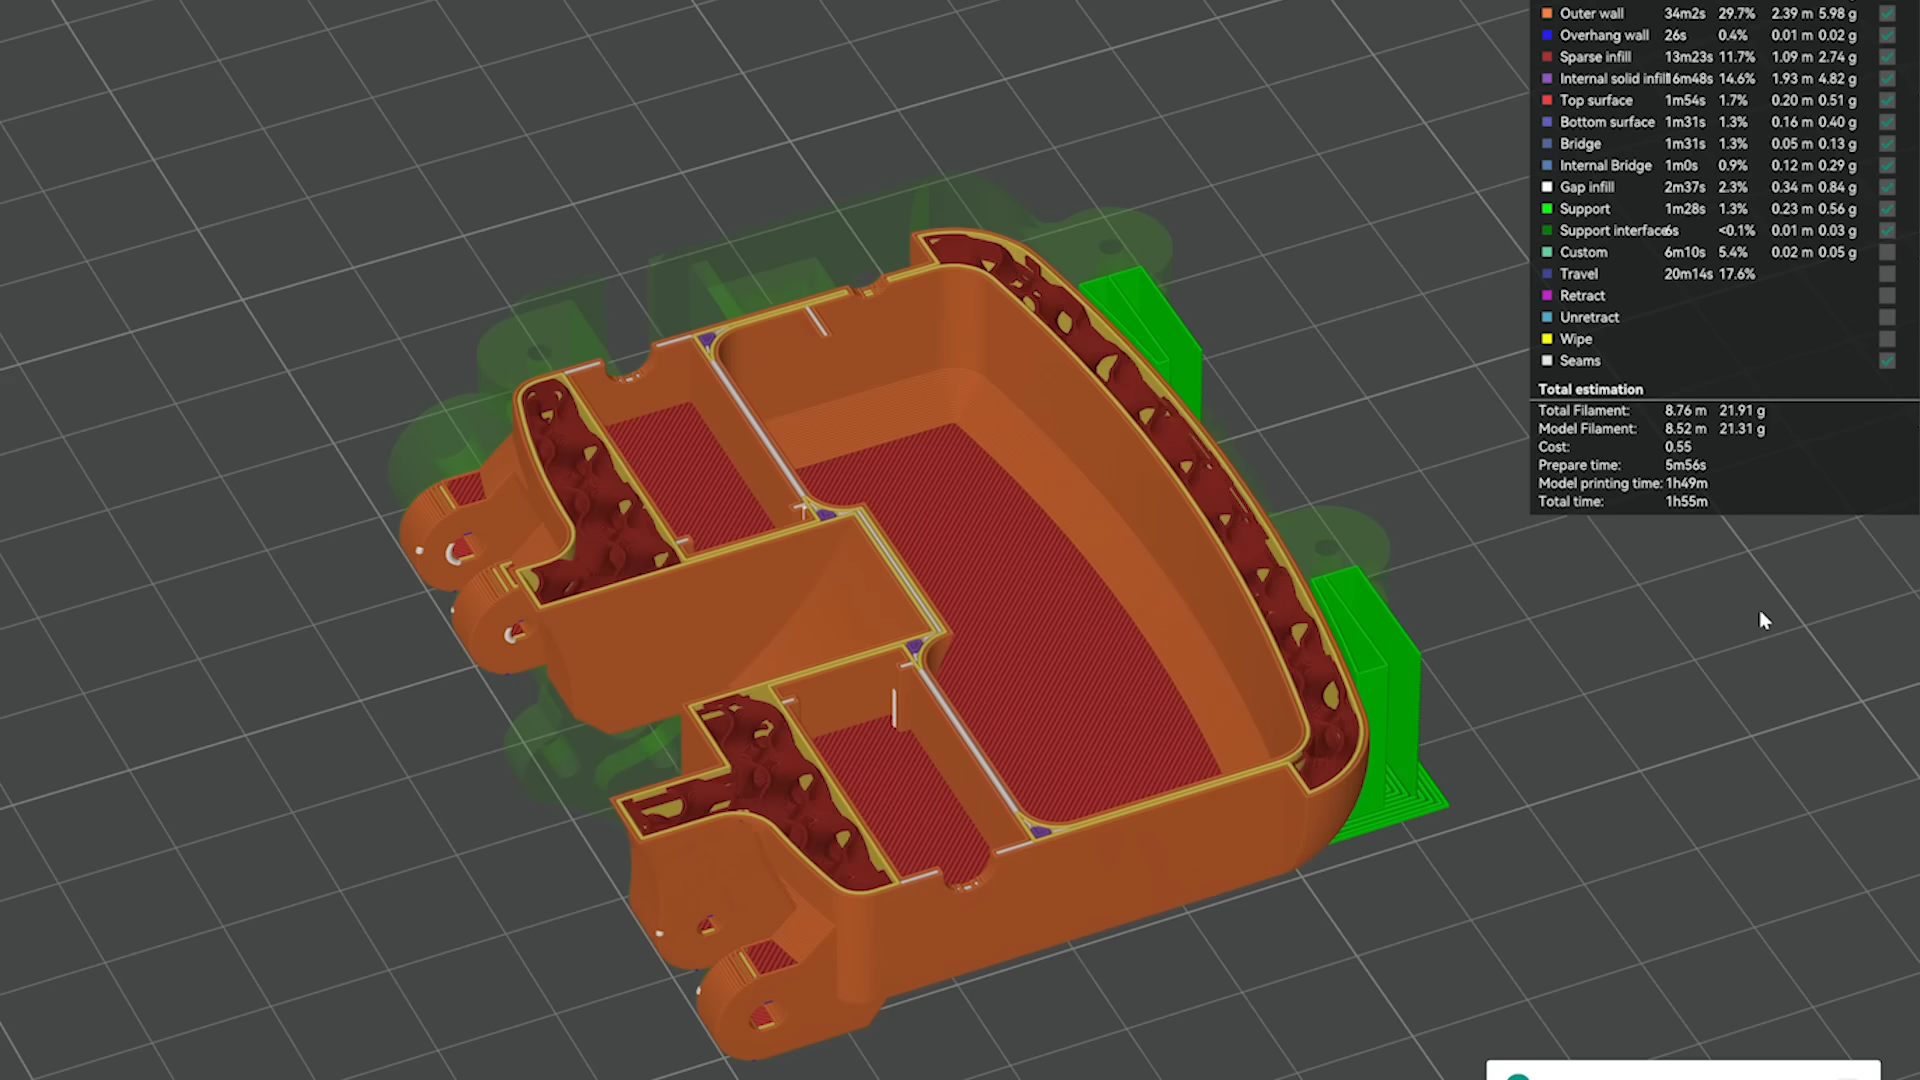 Outer wall 34m2s 29.7% 2.39 m 5.98 g
Overhang wall 26s 0.4% 0.01 m 0.02 g
Sparse infill 13m23s 11.7% 1.09 m 2.74 g
Internal solid infill 16m48s 14.6% 1.93 m 4.82 g
Top surface 1m54s 1.7% 0.20 m 0.51 g
Bottom surface 1m31s 1.3% 0.16 m 0.40 g
Bridge 1m31s 1.3% 0.05 m 0.13 g
Internal Bridge 1m0s 0.9% 0.12 m 0.29 g
Gap infill 2m37s 2.3% 0.34 m 0.84 g
Support 1m28s 1.3% 0.23 m 0.56 g
Support interface 6s <0.1% 0.01 m 0.03 g
Custom 6m10s 5.4% 0.02 m 0.05 g
Travel 20m14s 17.6%
Retract
Unretract
Wipe
Seams
Total estimation
Total Filament: 8.76 m 21.91 g
Model Filament: 8.52 m 21.31 g
Cost: 0.55
Prepare time: 5m56s
Model printing time: 1h49m
Total time: 1h55m